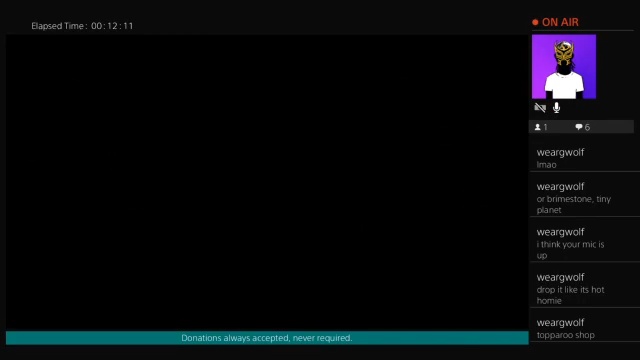 Elapsed Time : 00 : 12 : 11
ON AIR
1 6
weargwolf
lmao
weargwolf
or brimestone, tiny
planet
weargwolf
i think your mic is
up
weargwolf
drop it like its hot
homie
weargwolf
topparoo shop
Donations always accepted, never required.